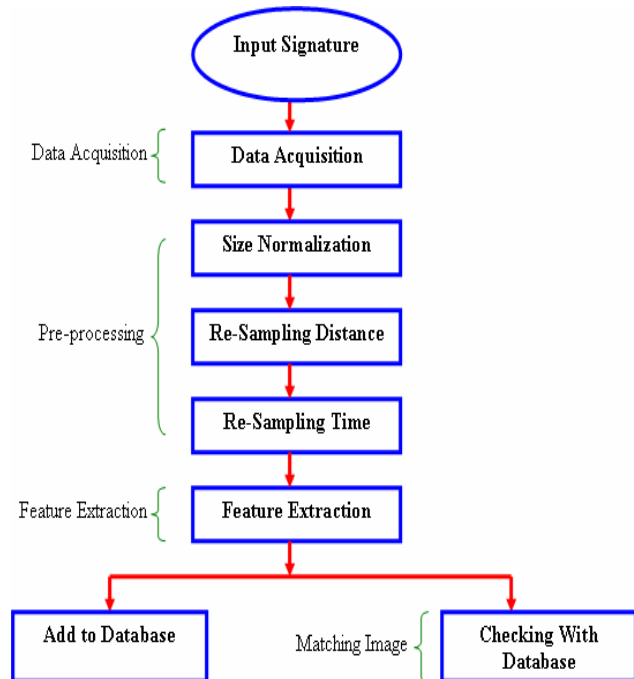 Input Signature
Data Acquisition
Data Acquisition
Size Normalization
Pre-processing
Re-Sampling Distance
Re-Sampling Time
Feature Extraction
Feature Extraction
Add to Database
Matching Image
Checking With
Database